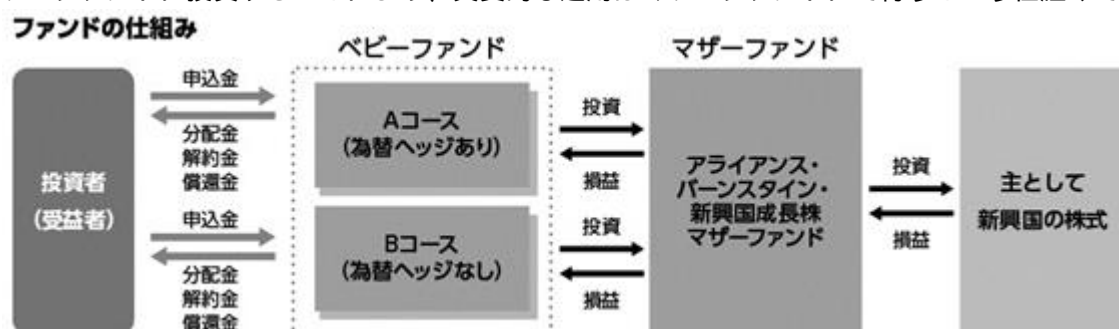 ファンドの仕組み
ベビーファンド
マザーファンド
投資者
(受益者)
申込金
分配金
解約金
償還金
申込金
分配金
解約金
償還金
Aコース
(為替ヘッジあり)
Bコース
(為替ヘッジなし)
投資
損益
投資
損益
アライアンス・
バーンスタイン・
新興国成長株
マザーファンド
投資
損益
主として
新興国の株式